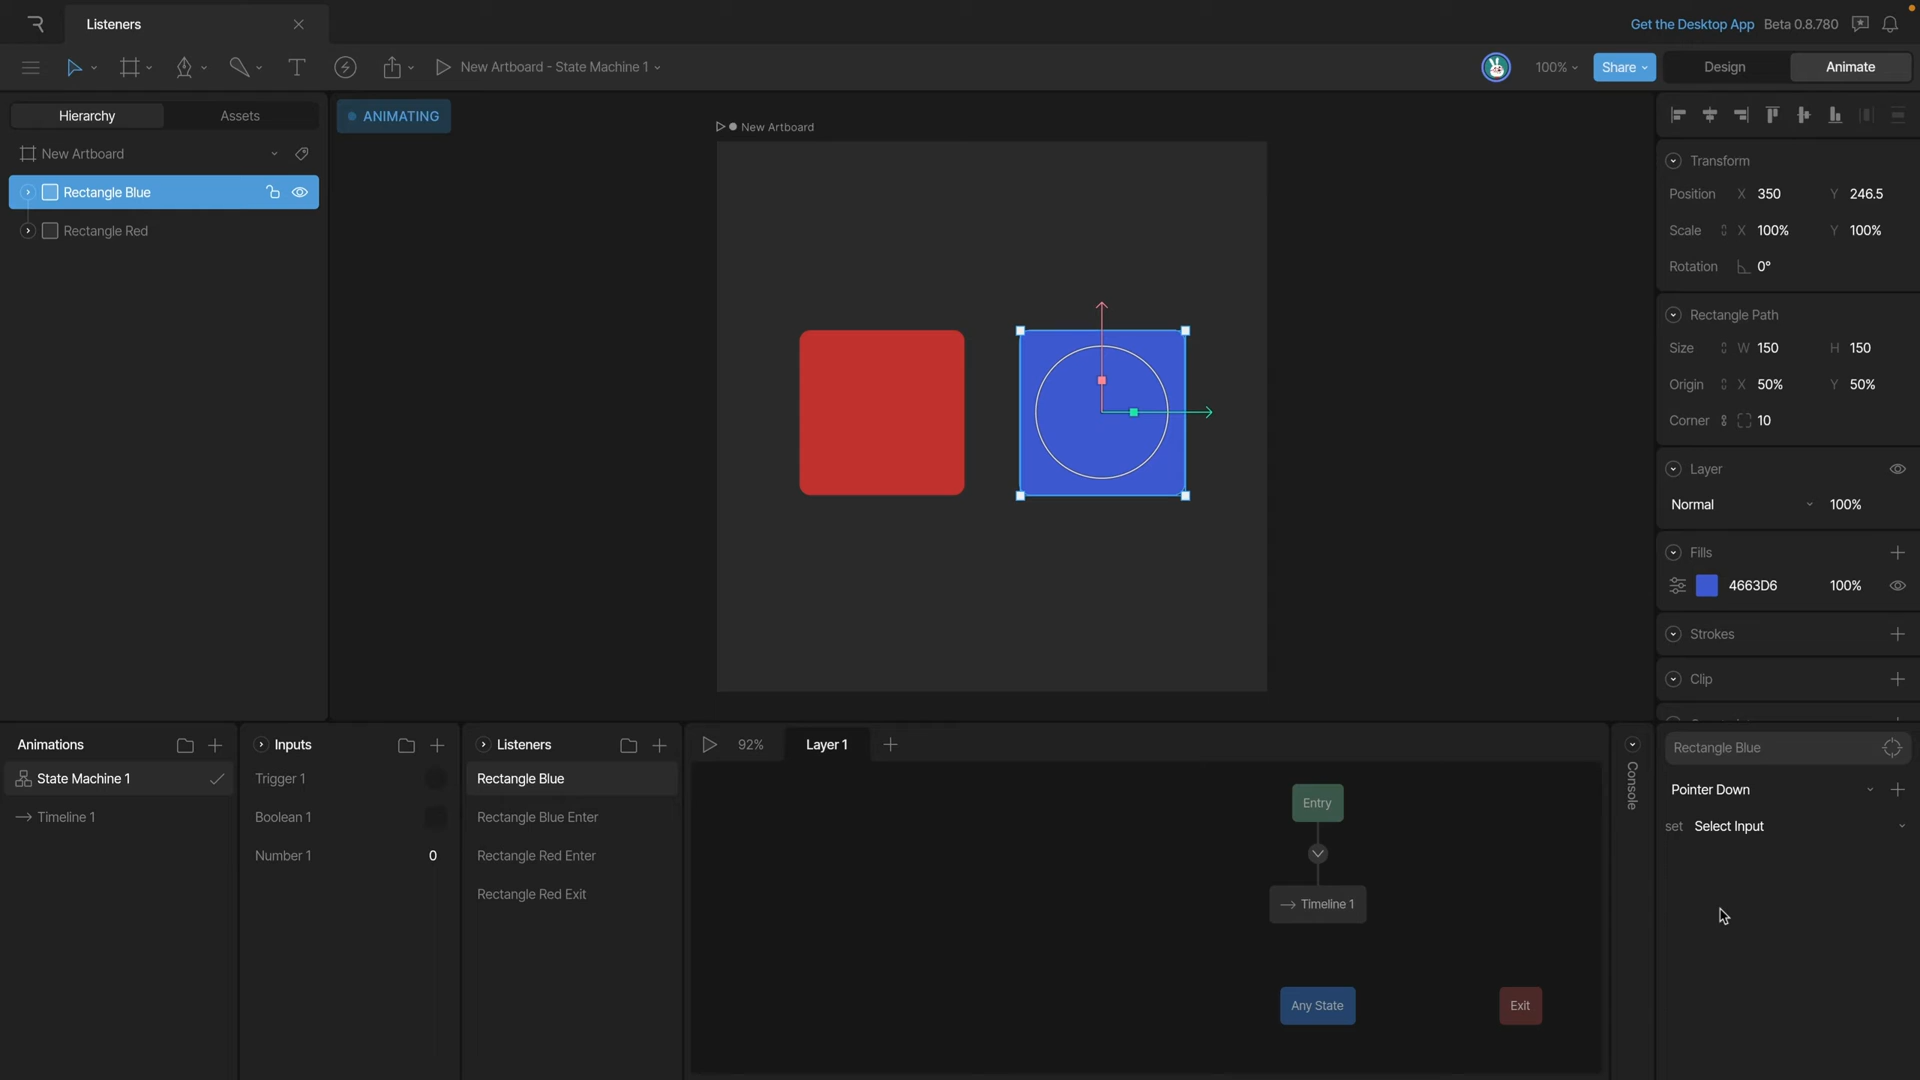 Listeners
Get the Desktop App
Beta 0.8.780
New Artboard - State Machine 1
100%
Share
Design
Animate
Hierarchy
Assets
ANIMATING
New Artboard
New Artboard
Rectangle Blue
Rectangle Red
Transform
Position X 350 Y 246.5
Scale X 100% Y 100%
Rotation 0°
Rectangle Path
Size W 150 H 150
Origin X 50% Y 50%
Corner 10
Layer
Normal 100%
Fills
4663D6 100%
Strokes
Clip
Animations
State Machine 1
Timeline 1
Inputs
Trigger 1
Boolean 1
Number 1 0
Listeners
Rectangle Blue
Rectangle Blue Enter
Rectangle Red Enter
Rectangle Red Exit
92%
Layer 1
Entry
Timeline 1
Any State
Exit
Console
Rectangle Blue
Pointer Down
set Select Input